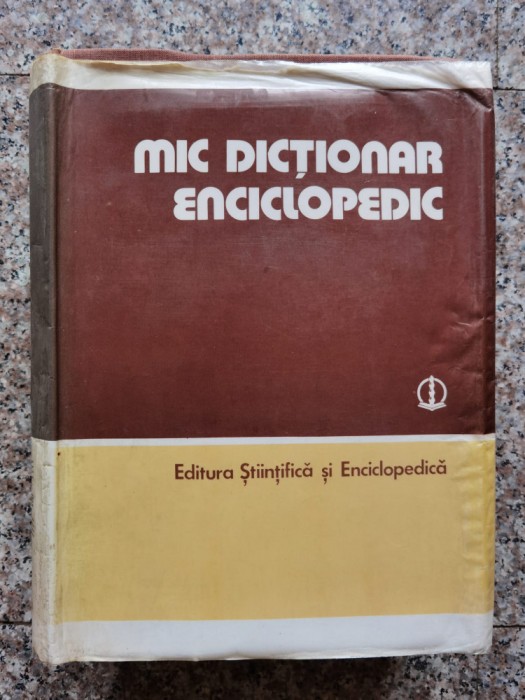 MIC DICȚIONAR
ENCICLOPEDIC
Editura Științifică și Enciclopedică